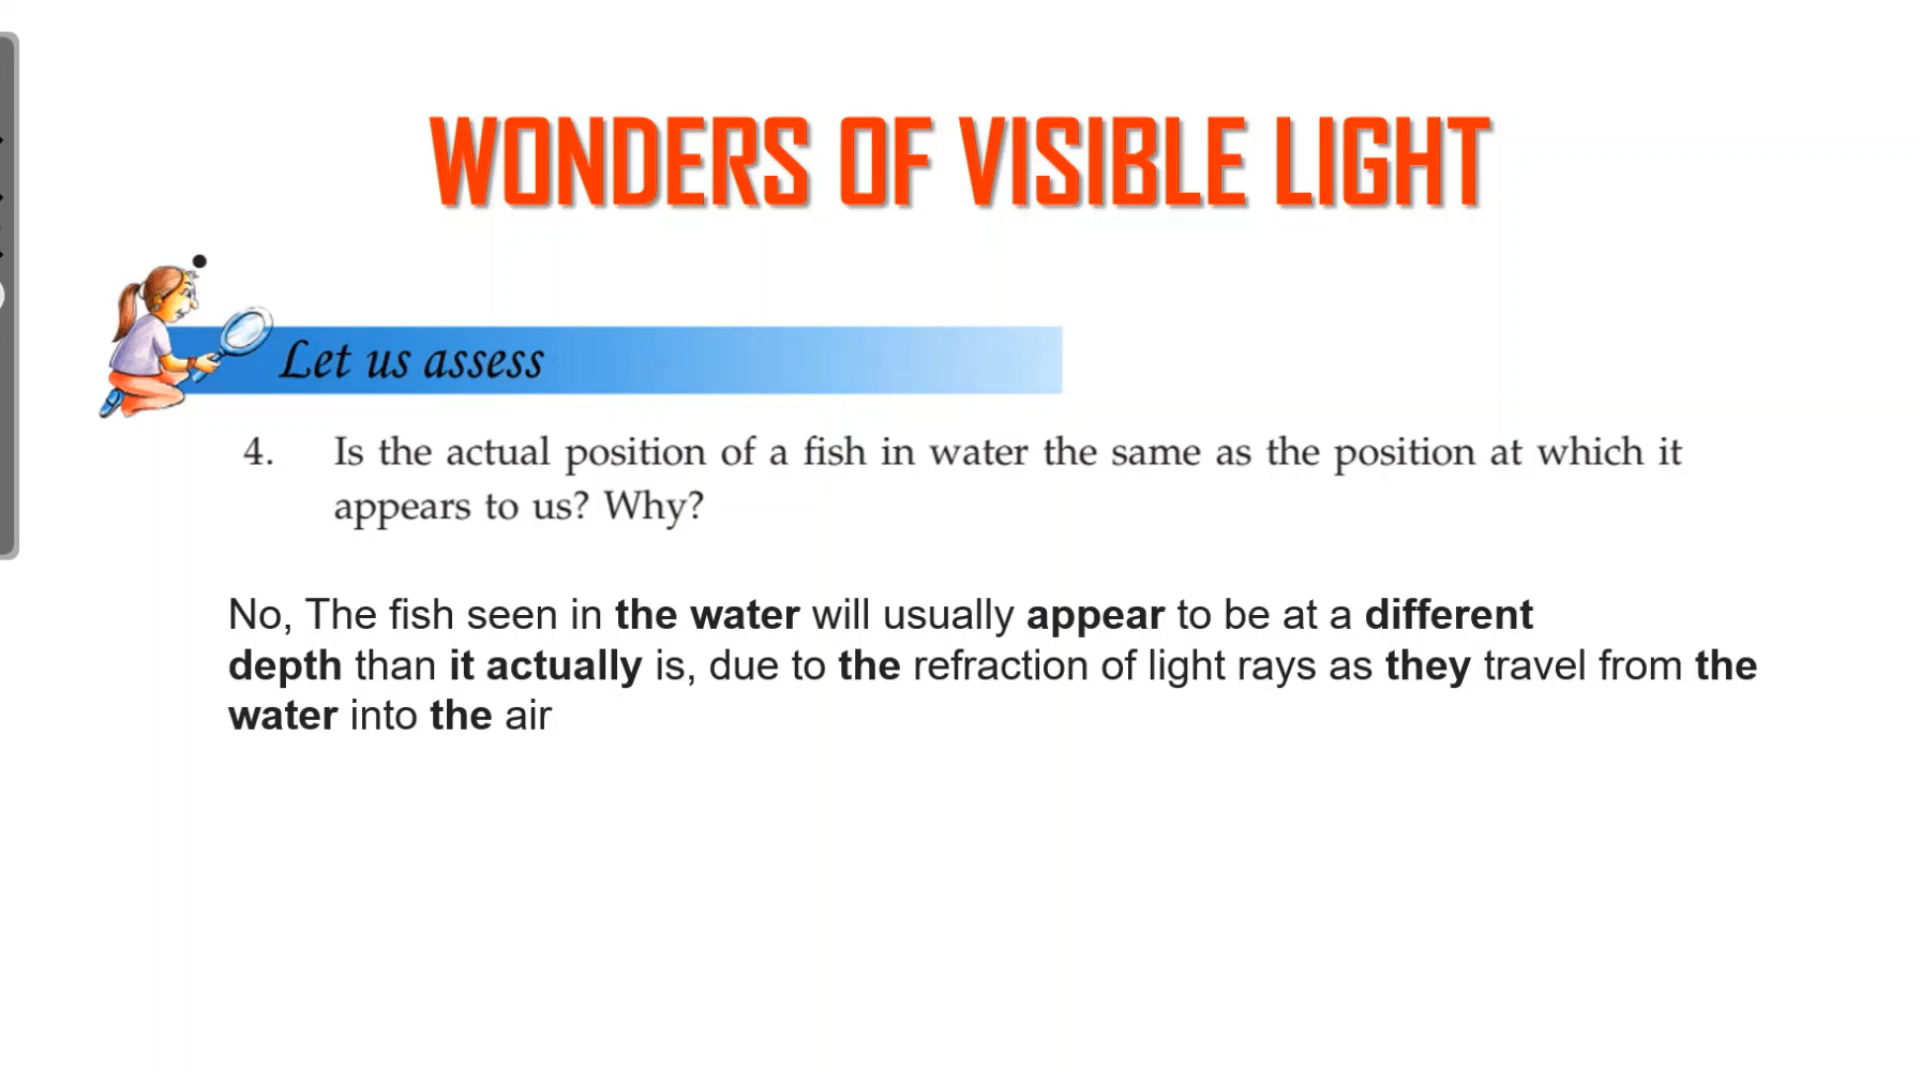 WONDERS OF VISIBLE LIGHT
Let us assess
4. Is the actual position of a fish in water the same as the position at which it
appears to us? Why?
No, The fish seen in the water will usually appear to be at a different
depth than it actually is, due to the refraction of light rays as they travel from the
water into the air